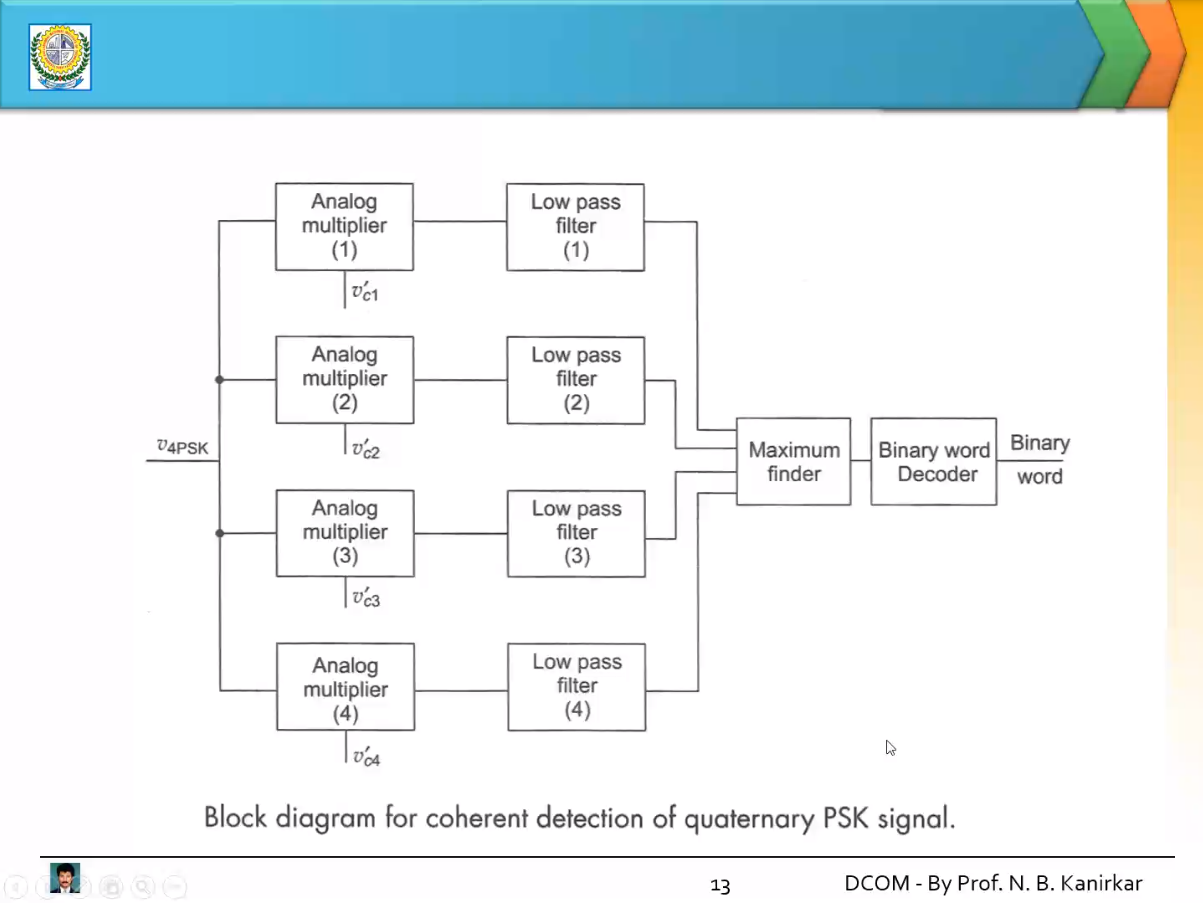 Analog
multiplier
(1)
Low pass
filter
(1)
v′c1
Analog
multiplier
(2)
Low pass
filter
(2)
v′c2
v4PSK
Maximum
finder
Binary word
Decoder
Binary
word
Analog
multiplier
(3)
Low pass
filter
(3)
v′c3
Analog
multiplier
(4)
Low pass
filter
(4)
v′c4
Block diagram for coherent detection of quaternary PSK signal.
13
DCOM - By Prof. N. B. Kanirkar